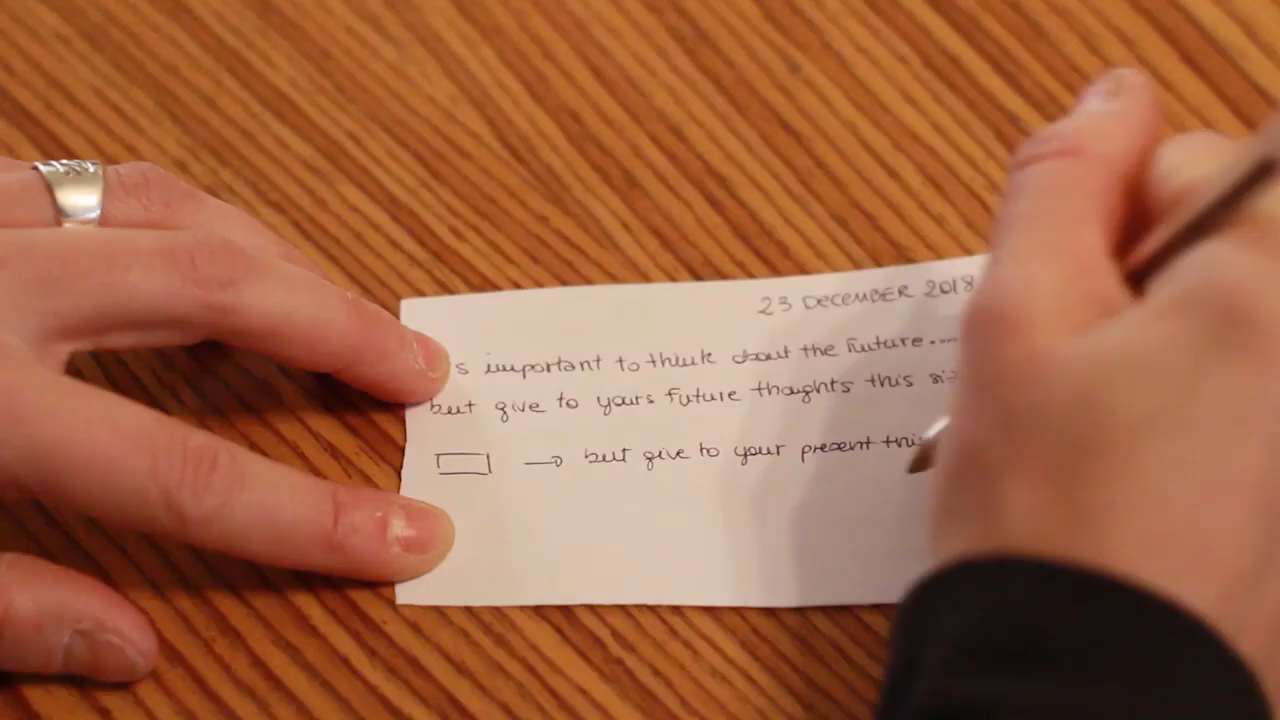 23 DECEMBER 2018
s important to think about the Future....
but give to yours Future thoughts this
→ but give to your present